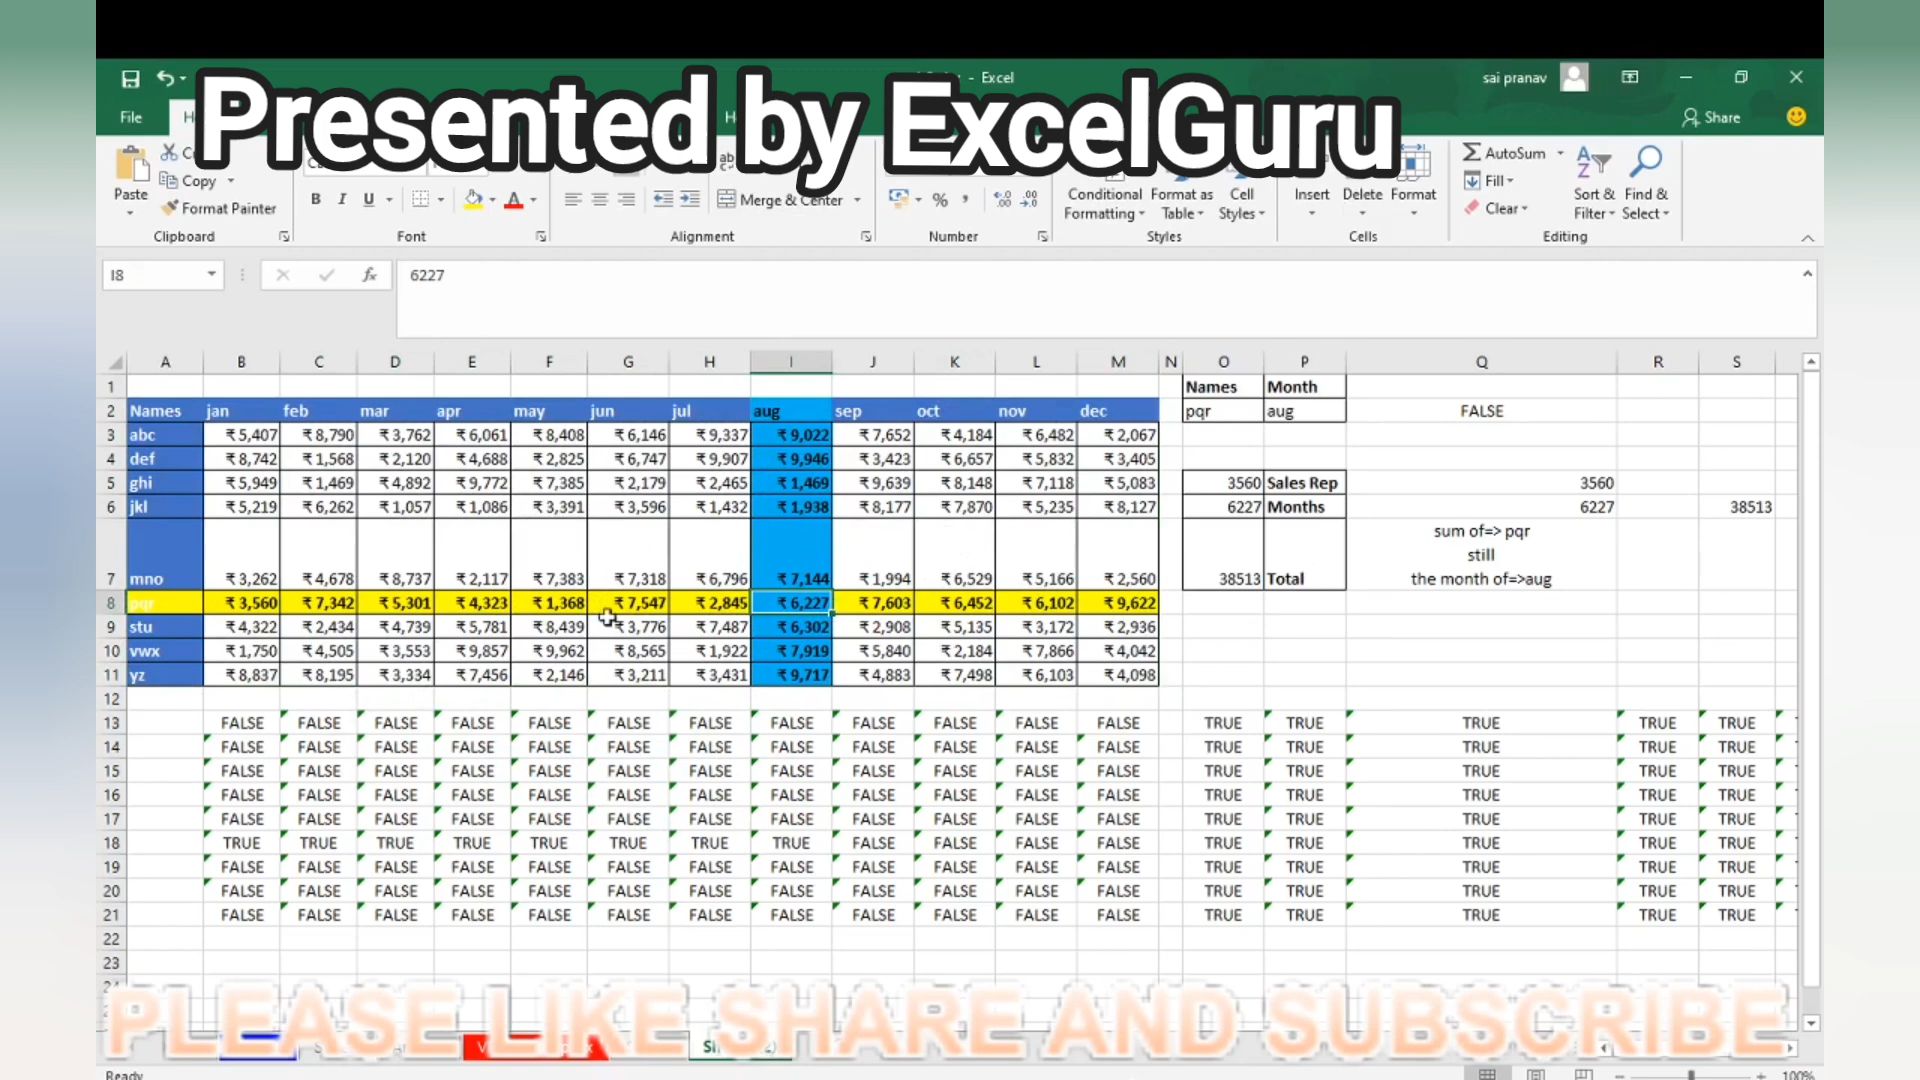 - Excel
sai pranav
Presented by ExcelGuru
File
Share
Paste
Copy
Format Painter
Clipboard
B I U
Font
Merge & Center
Alignment
%
Number
Conditional Formatting
Format as Table
Cell Styles
Styles
Insert
Delete
Format
Cells
AutoSum
Fill
Clear
Sort & Filter
Find & Select
Editing
I8 fx 6227
A B C D E F G H I J K L M N O P Q R S
1 Names Month
2 Names jan feb mar apr may jun jul aug sep oct nov dec pqr aug FALSE
3 abc ₹ 5,407 ₹ 8,790 ₹ 3,762 ₹ 6,061 ₹ 8,408 ₹ 6,146 ₹ 9,337 ₹ 9,022 ₹ 7,652 ₹ 4,184 ₹ 6,482 ₹ 2,067
4 def ₹ 8,742 ₹ 1,568 ₹ 2,120 ₹ 4,688 ₹ 2,825 ₹ 6,747 ₹ 9,907 ₹ 9,946 ₹ 3,423 ₹ 6,657 ₹ 5,832 ₹ 3,405
5 ghi ₹ 5,949 ₹ 1,469 ₹ 4,892 ₹ 9,772 ₹ 7,385 ₹ 2,179 ₹ 2,465 ₹ 1,469 ₹ 9,639 ₹ 8,148 ₹ 7,118 ₹ 5,083 3560 Sales Rep 3560
6 jkl ₹ 5,219 ₹ 6,262 ₹ 1,057 ₹ 1,086 ₹ 3,391 ₹ 3,596 ₹ 1,432 ₹ 1,938 ₹ 8,177 ₹ 7,870 ₹ 5,235 ₹ 8,127 6227 Months 6227 38513
sum of=> pqr
still
7 mno ₹ 3,262 ₹ 4,678 ₹ 8,737 ₹ 2,117 ₹ 7,383 ₹ 7,318 ₹ 6,796 ₹ 7,144 ₹ 1,994 ₹ 6,529 ₹ 5,166 ₹ 2,560 38513 Total the month of=>aug
8 pqr ₹ 3,560 ₹ 7,342 ₹ 5,301 ₹ 4,323 ₹ 1,368 ₹ 7,547 ₹ 2,845 ₹ 6,227 ₹ 7,603 ₹ 6,452 ₹ 6,102 ₹ 9,622
9 stu ₹ 4,322 ₹ 2,434 ₹ 4,739 ₹ 5,781 ₹ 8,439 ₹ 3,776 ₹ 7,487 ₹ 6,302 ₹ 2,908 ₹ 5,135 ₹ 3,172 ₹ 2,936
10 vwx ₹ 1,750 ₹ 4,505 ₹ 3,553 ₹ 9,857 ₹ 9,962 ₹ 8,565 ₹ 1,922 ₹ 7,919 ₹ 5,840 ₹ 2,184 ₹ 7,866 ₹ 4,042
11 yz ₹ 8,837 ₹ 8,195 ₹ 3,334 ₹ 7,456 ₹ 2,146 ₹ 3,211 ₹ 3,431 ₹ 9,717 ₹ 4,883 ₹ 7,498 ₹ 6,103 ₹ 4,098
12
13 FALSE FALSE FALSE FALSE FALSE FALSE FALSE FALSE FALSE FALSE FALSE FALSE TRUE TRUE TRUE TRUE TRUE
14 FALSE FALSE FALSE FALSE FALSE FALSE FALSE FALSE FALSE FALSE FALSE FALSE TRUE TRUE TRUE TRUE TRUE
15 FALSE FALSE FALSE FALSE FALSE FALSE FALSE FALSE FALSE FALSE FALSE FALSE TRUE TRUE TRUE TRUE TRUE
16 FALSE FALSE FALSE FALSE FALSE FALSE FALSE FALSE FALSE FALSE FALSE FALSE TRUE TRUE TRUE TRUE TRUE
17 FALSE FALSE FALSE FALSE FALSE FALSE FALSE FALSE FALSE FALSE FALSE FALSE TRUE TRUE TRUE TRUE TRUE
18 TRUE TRUE TRUE TRUE TRUE TRUE TRUE TRUE FALSE FALSE FALSE FALSE TRUE TRUE TRUE TRUE TRUE
19 FALSE FALSE FALSE FALSE FALSE FALSE FALSE FALSE FALSE FALSE FALSE FALSE TRUE TRUE TRUE TRUE TRUE
20 FALSE FALSE FALSE FALSE FALSE FALSE FALSE FALSE FALSE FALSE FALSE FALSE TRUE TRUE TRUE TRUE TRUE
21 FALSE FALSE FALSE FALSE FALSE FALSE FALSE FALSE FALSE FALSE FALSE FALSE TRUE TRUE TRUE TRUE TRUE
22
23
24
PLEASE LIKE SHARE AND SUBSCRIBE
Ready 100%